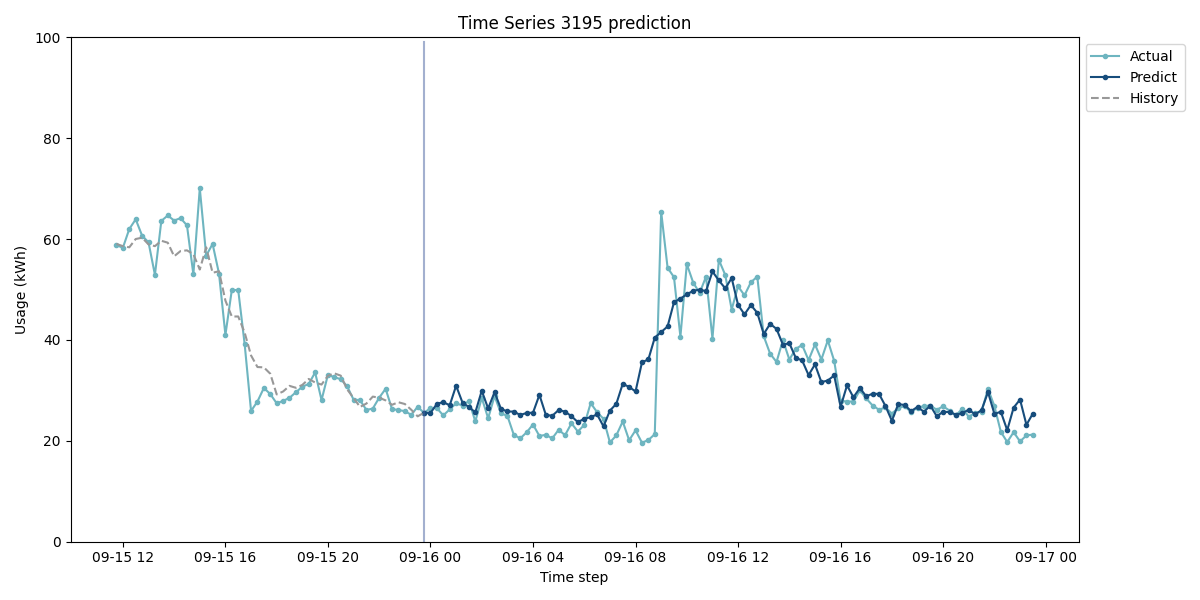 Time Series 3195 prediction
Usage (kWh)
100
80
60
40
20
0
09-15 12
09-15 16
09-15 20
09-16 00
09-16 04
09-16 08
09-16 12
09-16 16
09-16 20
09-17 00
Time step
Actual
Predict
History